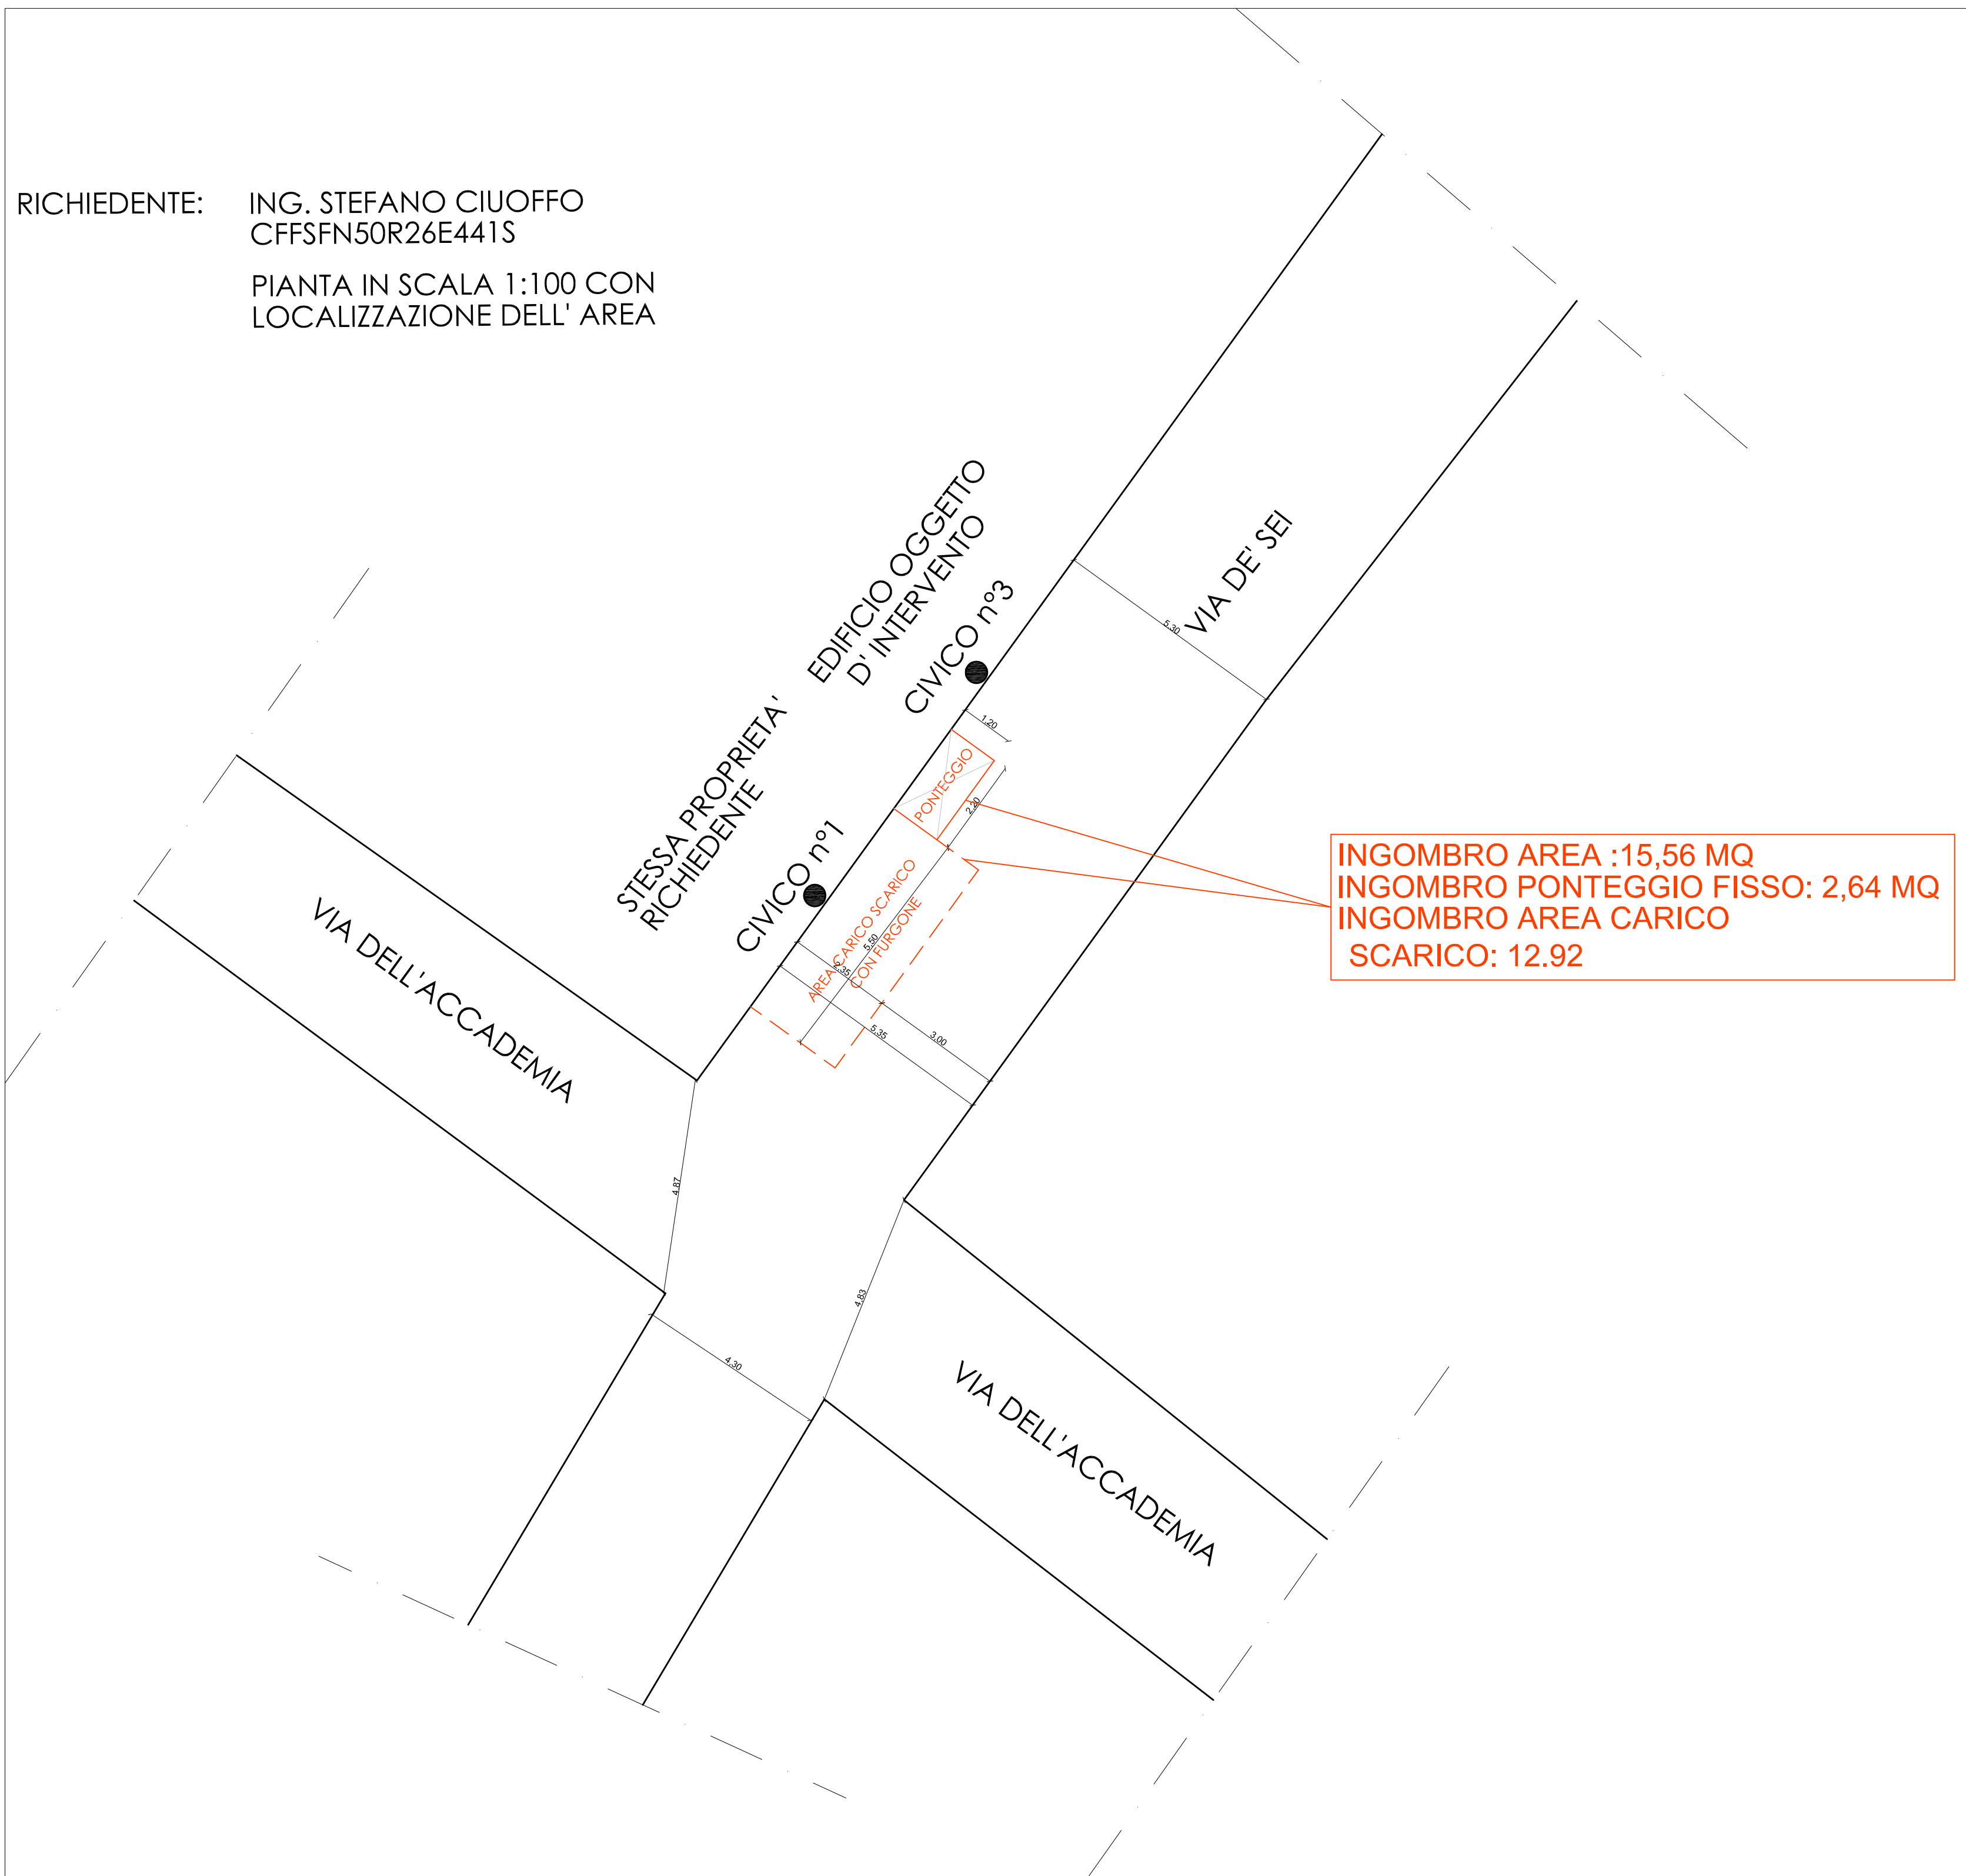 RICHIEDENTE: ING. STEFANO CIUOFFO
CFFSFN50R26E441S
PIANTA IN SCALA 1:100 CON
LOCALIZZAZIONE DELL' AREA
EDIFICIO OGGETTO
D' INTERVENTO
CIVICO n°3
VIA DE' SEI
5,30
1,20
STESSA PROPRIETA'
RICHIEDENTE
CIVICO n°1
PONTEGGIO
2,20
AREA CARICO SCARICO
CON FURGONE
5,50
2,35
5,35
3,00
INGOMBRO AREA :15,56 MQ
INGOMBRO PONTEGGIO FISSO: 2,64 MQ
INGOMBRO AREA CARICO
SCARICO: 12.92
VIA DELL'ACCADEMIA
4,87
4,83
4,30
VIA DELL'ACCADEMIA